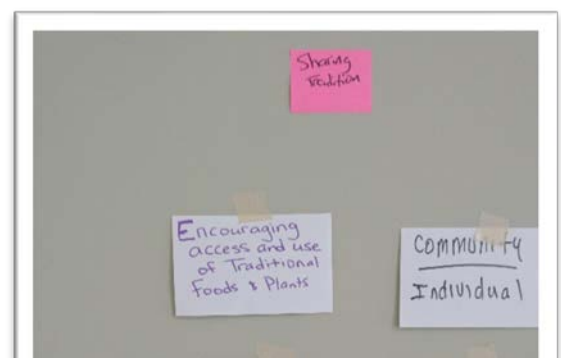 Sharing
Tradition
Encouraging
access and use
of Traditional
Foods & Plants
Community
Individual